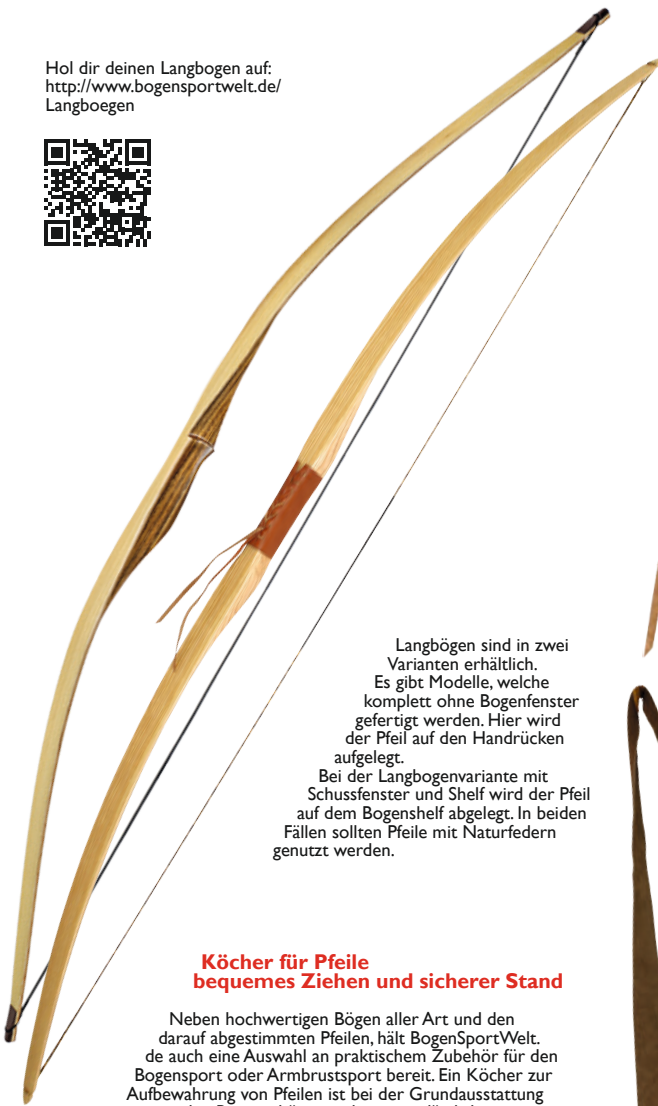 Hol dir deinen Langbogen auf:
http://www.bogensportwelt.de/
Langboegen
Langbögen sind in zwei
Varianten erhältlich.
Es gibt Modelle, welche
komplett ohne Bogenfenster
gefertigt werden. Hier wird
der Pfeil auf den Handrücken
aufgelegt.
Bei der Langbogenvariante mit
Schussfenster und Shelf wird der Pfeil
auf dem Bogenshelf abgelegt. In beiden
Fällen sollten Pfeile mit Naturfedern
genutzt werden.
Köcher für Pfeile
bequemes Ziehen und sicherer Stand
Neben hochwertigen Bögen aller Art und den
darauf abgestimmten Pfeilen, hält BogenSportWelt.
de auch eine Auswahl an praktischem Zubehör für den
Bogensport oder Armbrustsport bereit. Ein Köcher zur
Aufbewahrung von Pfeilen ist bei der Grundausstattung